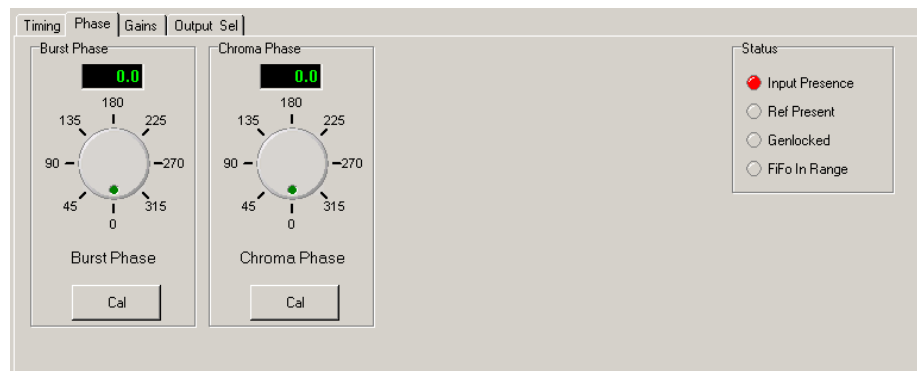 Timing Phase Gains Output Sel
Burst Phase
0.0
180
135 225
90 270
45 315
0
Burst Phase
Cal
Chroma Phase
0.0
180
135 225
90 270
45 315
0
Chroma Phase
Cal
Status
Input Presence
Ref Present
Genlocked
FiFo In Range